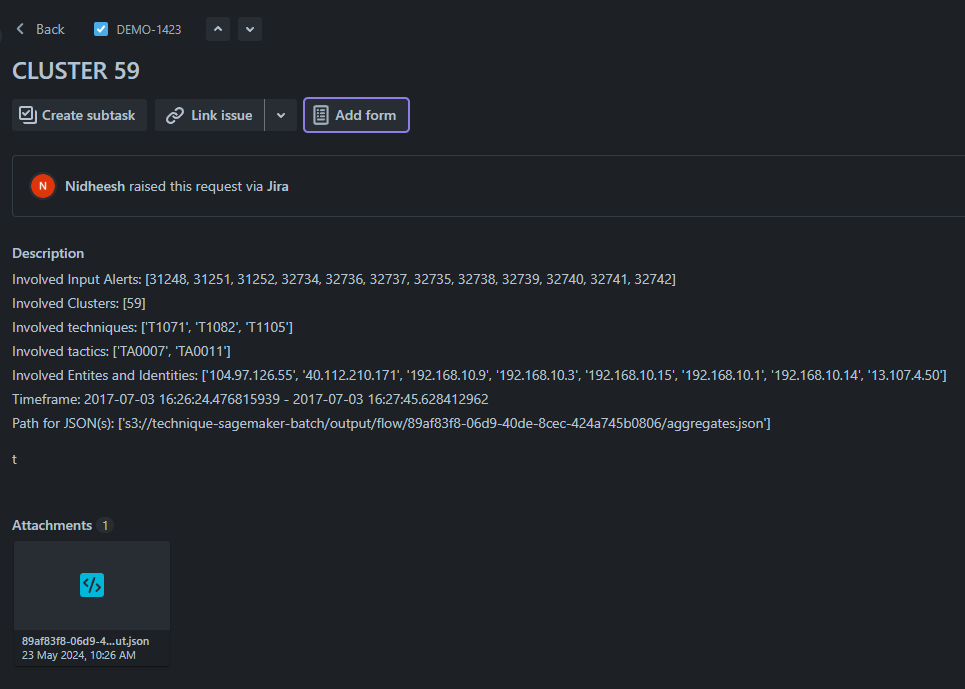 Back DEMO-1423
CLUSTER 59
Create subtask Link issue Add form
N Nidheesh raised this request via Jira
Description
Involved Input Alerts: [31248, 31251, 31252, 32734, 32736, 32737, 32735, 32738, 32739, 32740, 32741, 32742]
Involved Clusters: [59]
Involved techniques: ['T1071', 'T1082', 'T1105']
Involved tactics: ['TA0007', 'TA0011']
Involved Entites and Identities: ['104.97.126.55', '40.112.210.171', '192.168.10.9', '192.168.10.3', '192.168.10.15', '192.168.10.1', '192.168.10.14', '13.107.4.50']
Timeframe: 2017-07-03 16:26:24.476815939 - 2017-07-03 16:27:45.628412962
Path for JSON(s): ['s3://technique-sagemaker-batch/output/flow/89af83f8-06d9-40de-8cec-424a745b0806/aggregates.json']
t
Attachments 1
89af83f8-06d9-4...ut.json
23 May 2024, 10:26 AM